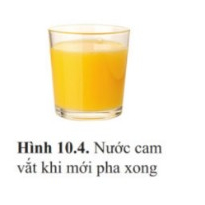 Hình 10.4. Nước cam
vắt khi mới pha xong